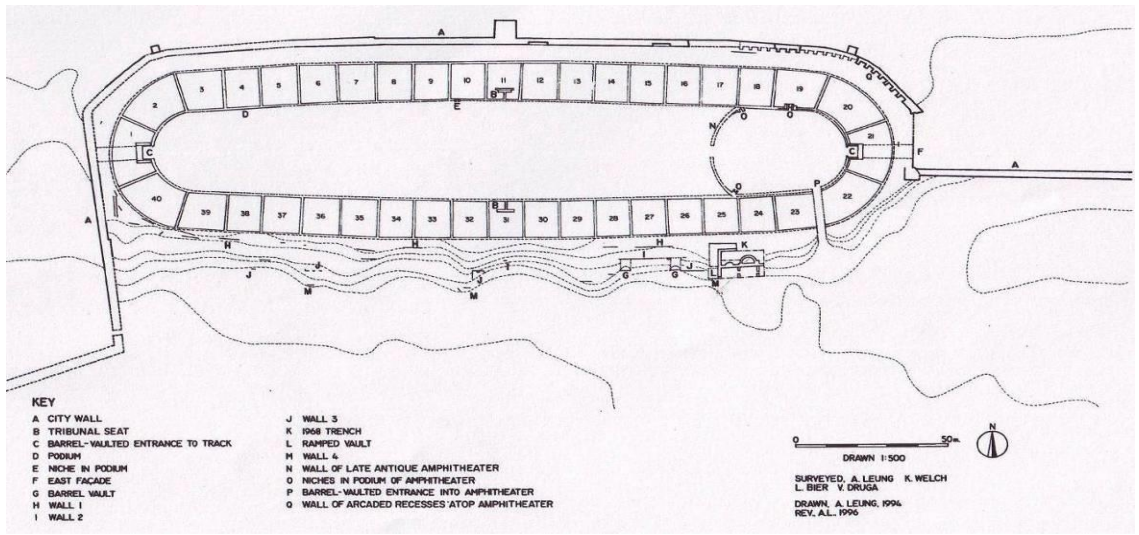 A
3 4 5 6 7 8 9 10 11 12 13 14 15 16 17 18 19
Q
2 20
B
D E
O O
N
1 21
C C
F
A
P
O
40 22
A
39 38 37 36 35 34 33 32 31 30 29 28 27 26 25 24 23
B
H H H K
I I
J J J J
G G L
M M M
KEY
A CITY WALL
B TRIBUNAL SEAT
C BARREL-VAULTED ENTRANCE TO TRACK
D PODIUM
E NICHE IN PODIUM
F EAST FAÇADE
G BARREL VAULT
H WALL 1
I WALL 2
J WALL 3
K 1968 TRENCH
L RAMPED VAULT
M WALL 4
N WALL OF LATE ANTIQUE AMPHITHEATER
O NICHES IN PODIUM OF AMPHITHEATER
P BARREL-VAULTED ENTRANCE INTO AMPHITHEATER
Q WALL OF ARCADED RECESSES ATOP AMPHITHEATER
0 50 m.
DRAWN 1:500
N
SURVEYED, A. LEUNG K. WELCH
L. BIER V. DRUGA
DRAWN, A. LEUNG, 1994
REV., A.L., 1996